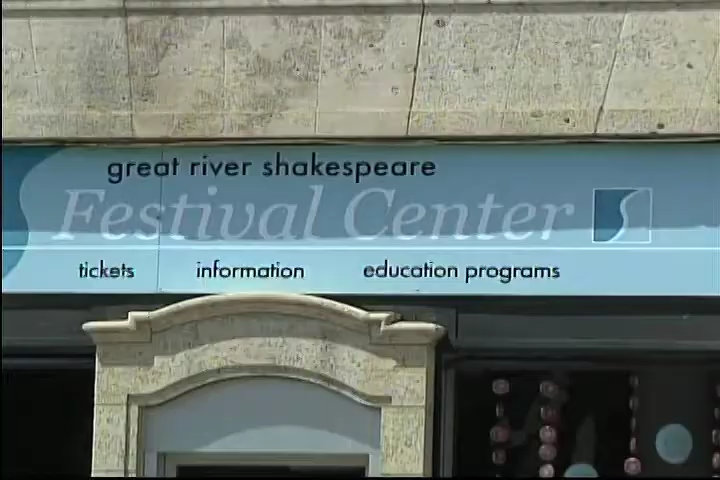 great river shakespeare
Festival Center
tickets information education programs